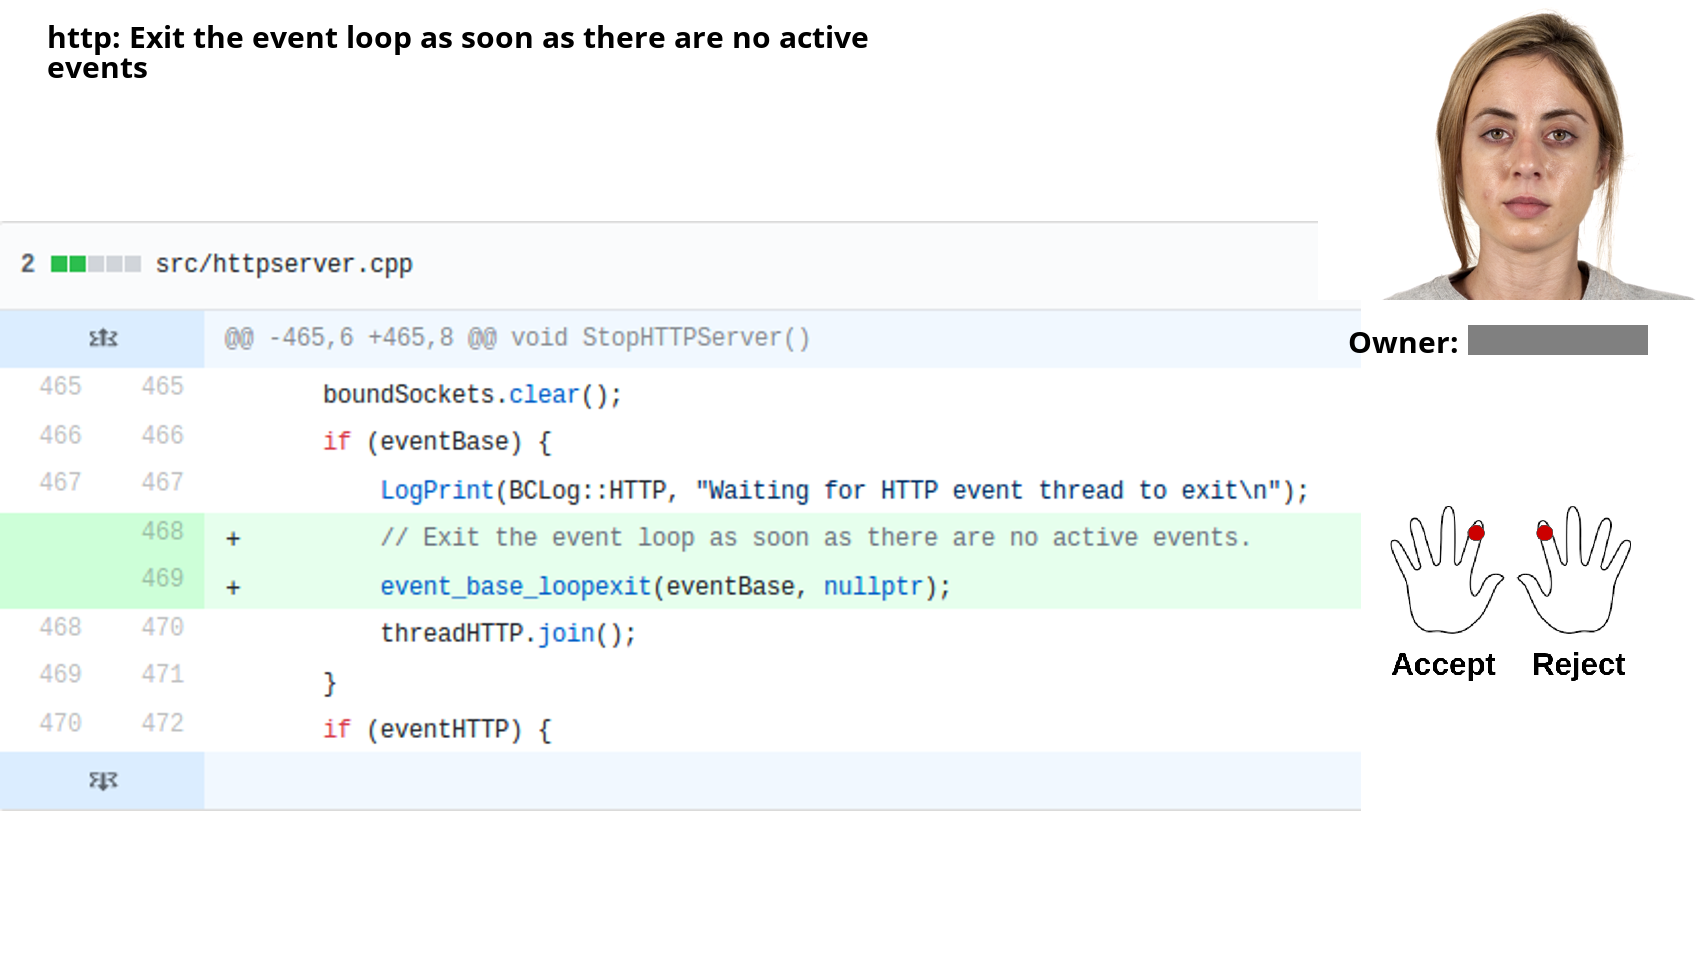 http: Exit the event loop as soon as there are no active
events
2 src/httpserver.cpp
@@ -465,6 +465,8 @@ void StopHTTPServer()
465 465 boundSockets.clear();
466 466 if (eventBase) {
467 467 LogPrint(BCLog::HTTP, "Waiting for HTTP event thread to exit\n");
468 + // Exit the event loop as soon as there are no active events.
469 + event_base_loopexit(eventBase, nullptr);
468 470 threadHTTP.join();
469 471 }
470 472 if (eventHTTP) {
Owner:
Accept Reject